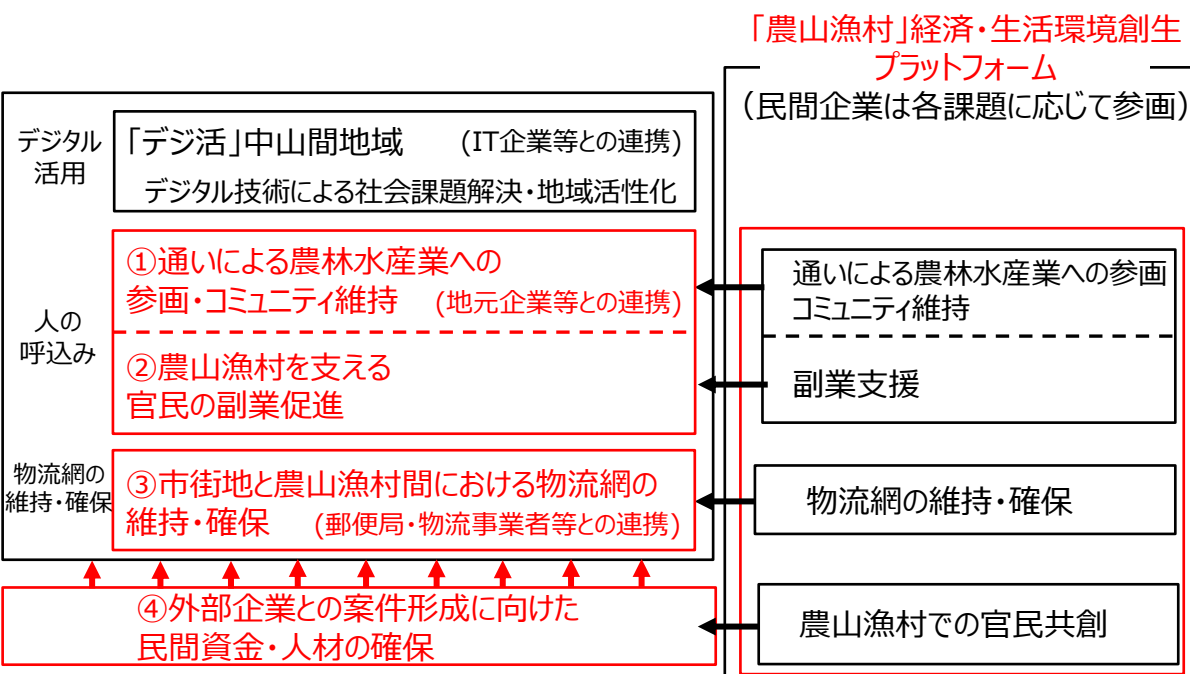 「農山漁村」経済・生活環境創生
プラットフォーム
（民間企業は各課題に応じて参画）
デジタル
活用
「デジ活」中山間地域　(IT企業等との連携)
デジタル技術による社会課題解決・地域活性化
人の
呼込み
①通いによる農林水産業への
参画・コミュニティ維持　(地元企業等との連携)
②農山漁村を支える
官民の副業促進
物流網の
維持・確保
③市街地と農山漁村間における物流網の
維持・確保　(郵便局・物流事業者等との連携)
④外部企業との案件形成に向けた
民間資金・人材の確保
通いによる農林水産業への参画
コミュニティ維持
副業支援
物流網の維持・確保
農山漁村での官民共創